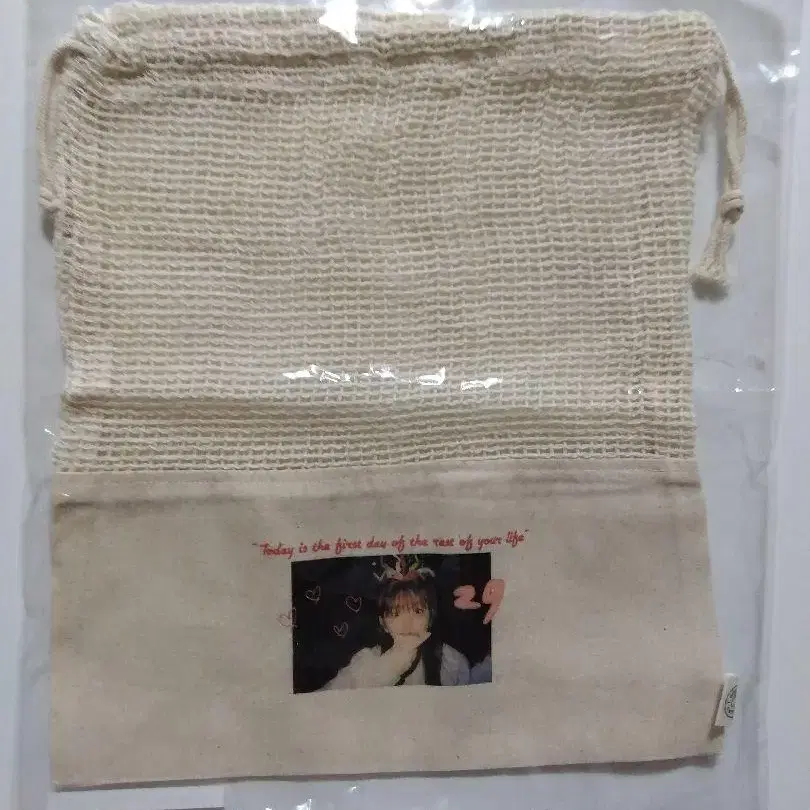 "Today is the first day of the rest of your life"
29